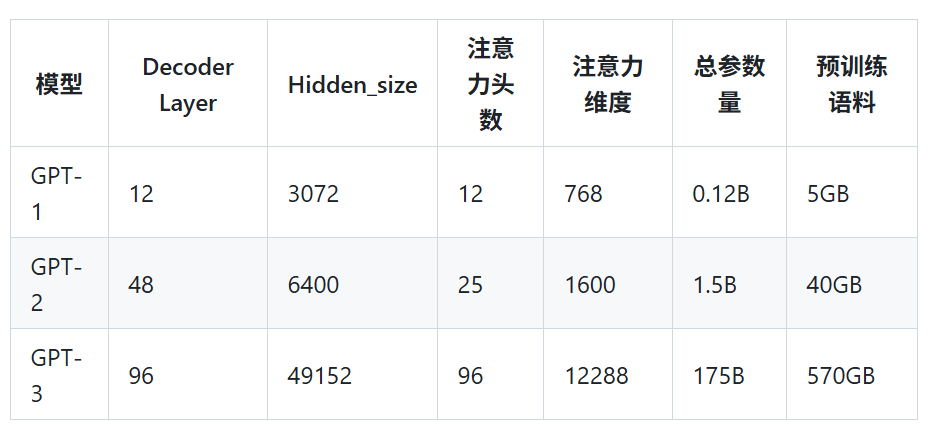 模型 Decoder Layer Hidden_size 注意力头数 注意力维度 总参数量 预训练语料
GPT-1 12 3072 12 768 0.12B 5GB
GPT-2 48 6400 25 1600 1.5B 40GB
GPT-3 96 49152 96 12288 175B 570GB